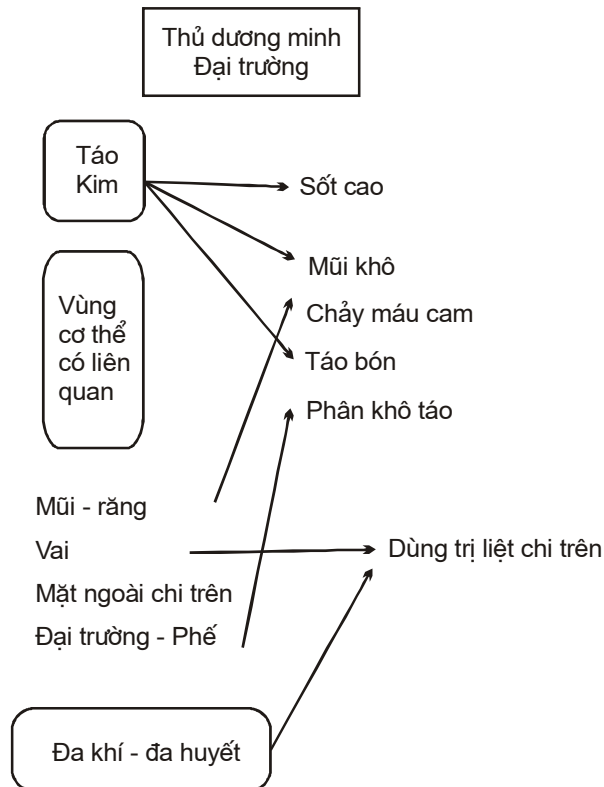 Thủ dương minh
Đại trường
Táo
Kim
Sốt cao
Mũi khô
Vùng
cơ thể
có liên
quan
Chảy máu cam
Táo bón
Phân khô táo
Mũi - răng
Vai
Dùng trị liệt chi trên
Mặt ngoài chi trên
Đại trường - Phế
Đa khí - đa huyết